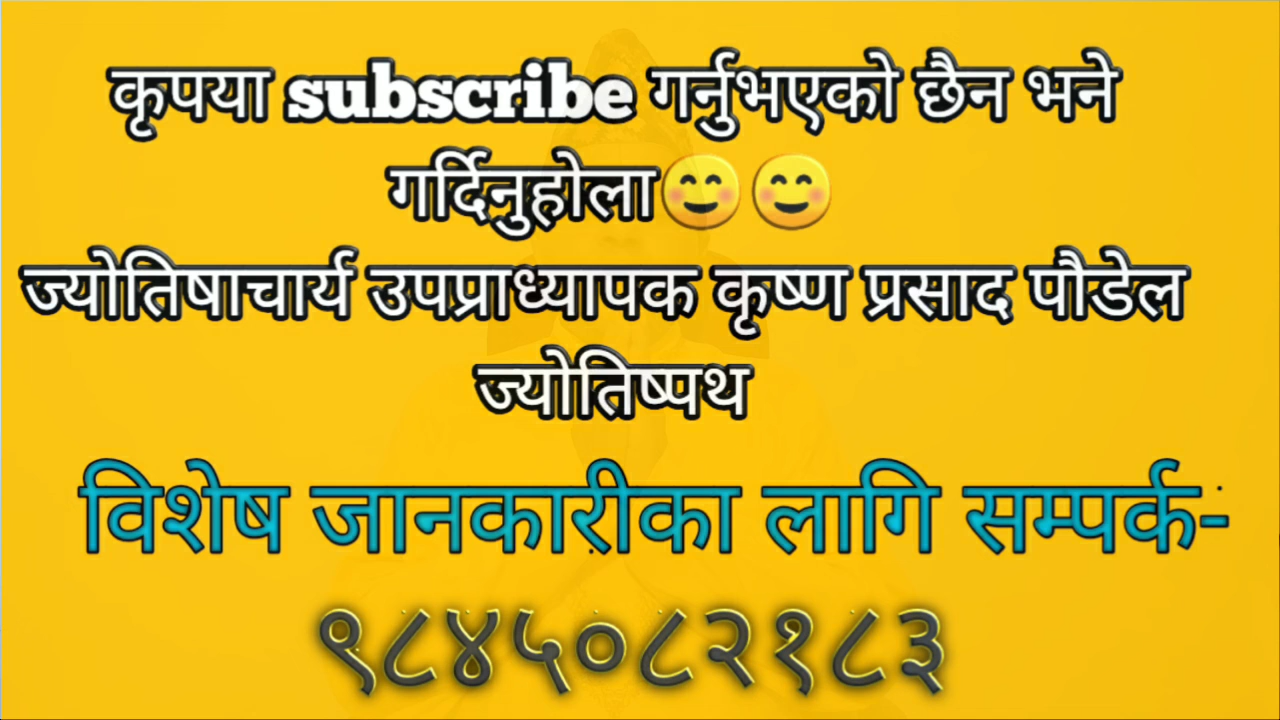 कृपया subscribe गर्नुभएको छैन भने
गर्दिनुहोला😊😊
ज्योतिषाचार्य उपप्राध्यापक कृष्ण प्रसाद पौडेल
ज्योतिष्पथ
विशेष जानकारीका लागि सम्पर्क-
९८४५०८२१८३